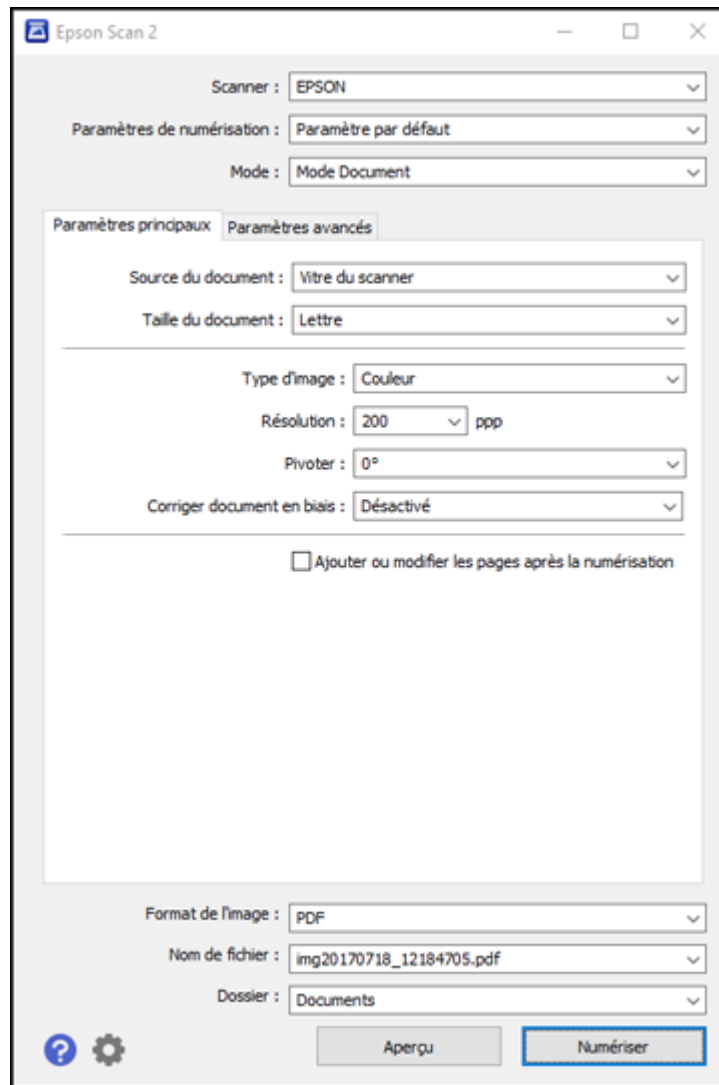 Epson Scan 2
Scanner : EPSON
Paramètres de numérisation : Paramètre par défaut
Mode : Mode Document
Paramètres principaux Paramètres avancés
Source du document : Vitre du scanner
Taille du document : Lettre
Type d'image : Couleur
Résolution : 200 ppp
Pivoter : 0°
Corriger document en biais : Désactivé
Ajouter ou modifier les pages après la numérisation
Format de l'image : PDF
Nom de fichier : img20170718_12184705.pdf
Dossier : Documents
? Aperçu Numériser